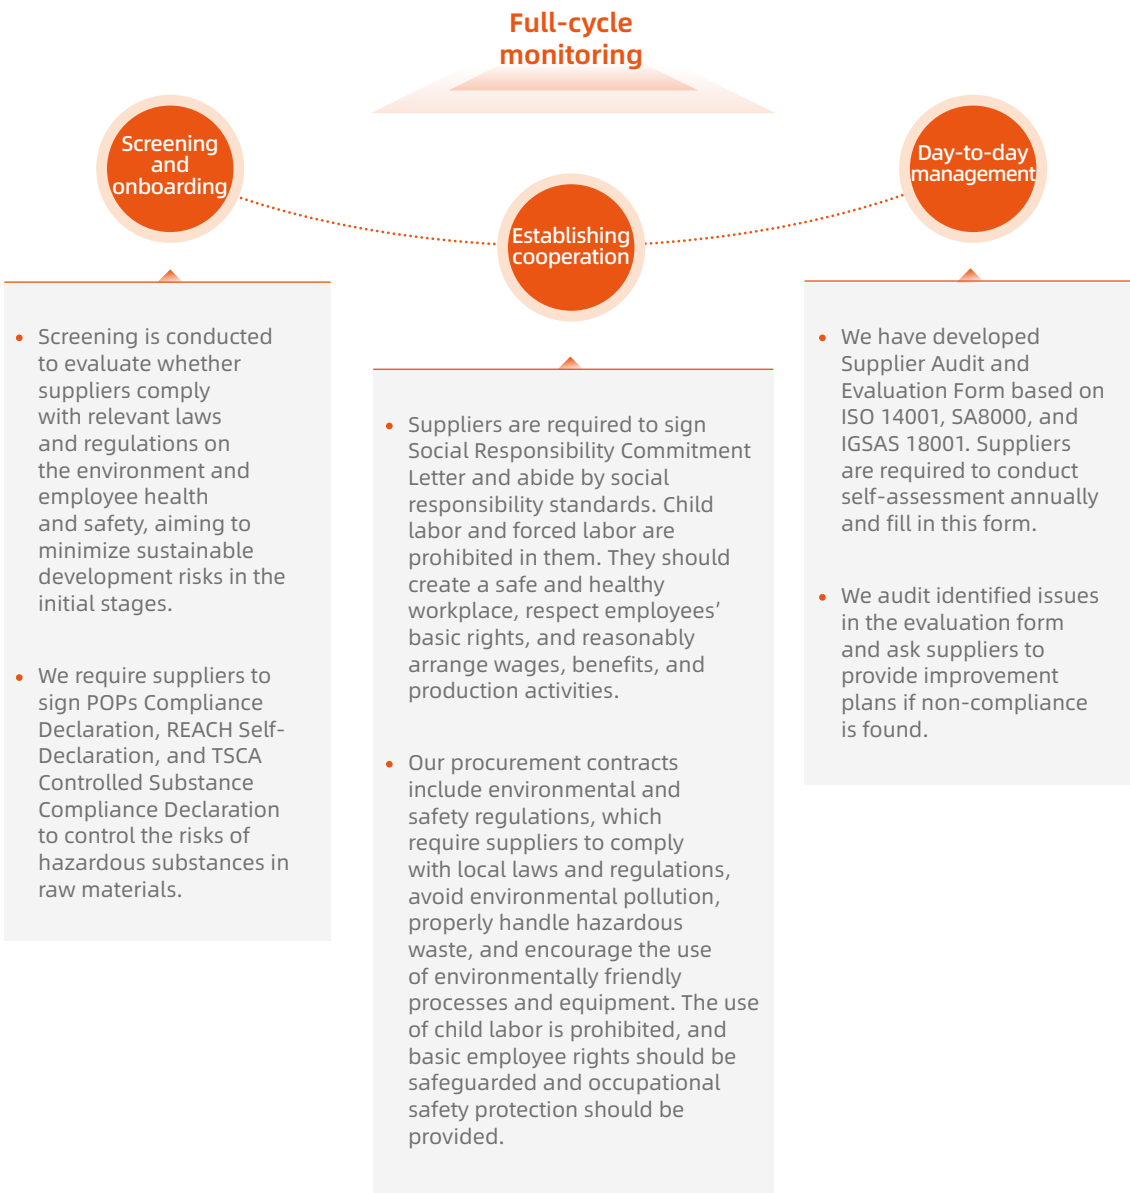 Full-cycle
monitoring
Screening
and
onboarding
Establishing
cooperation
Day-to-day
management
• Screening is conducted
to evaluate whether
suppliers comply
with relevant laws
and regulations on
the environment and
employee health
and safety, aiming to
minimize sustainable
development risks in the
initial stages.
• We require suppliers to
sign POPs Compliance
Declaration, REACH Self-
Declaration, and TSCA
Controlled Substance
Compliance Declaration
to control the risks of
hazardous substances in
raw materials.
• Suppliers are required to sign
Social Responsibility Commitment
Letter and abide by social
responsibility standards. Child
labor and forced labor are
prohibited in them. They should
create a safe and healthy
workplace, respect employees’
basic rights, and reasonably
arrange wages, benefits, and
production activities.
• Our procurement contracts
include environmental and
safety regulations, which
require suppliers to comply
with local laws and regulations,
avoid environmental pollution,
properly handle hazardous
waste, and encourage the use
of environmentally friendly
processes and equipment. The use
of child labor is prohibited, and
basic employee rights should be
safeguarded and occupational
safety protection should be
provided.
• We have developed
Supplier Audit and
Evaluation Form based on
ISO 14001, SA8000, and
IGSAS 18001. Suppliers
are required to conduct
self-assessment annually
and fill in this form.
• We audit identified issues
in the evaluation form
and ask suppliers to
provide improvement
plans if non-compliance
is found.